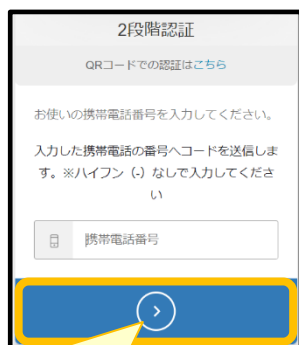 2段階認証
QRコードでの認証はこちら
お使いの携帯電話番号を入力してください。
入力した携帯電話の番号へコードを送信しま
す。※ハイフン（-）なしで入力してくださ
い
携帯電話番号